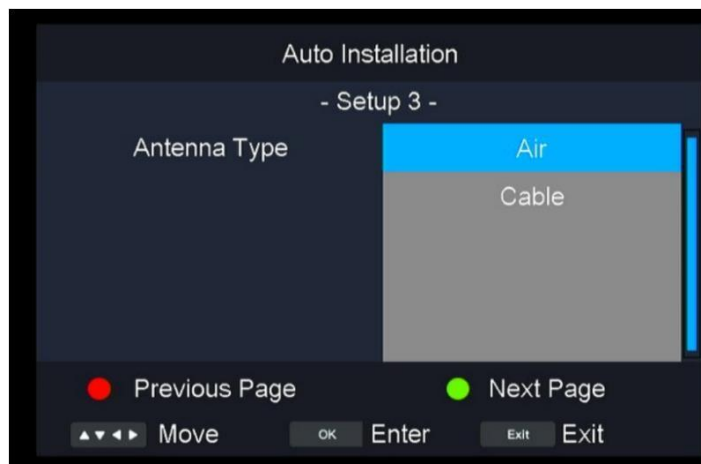 Auto Installation
- Setup 3 -
Antenna Type Air
Cable
Previous Page Next Page
Move OK Enter Exit Exit